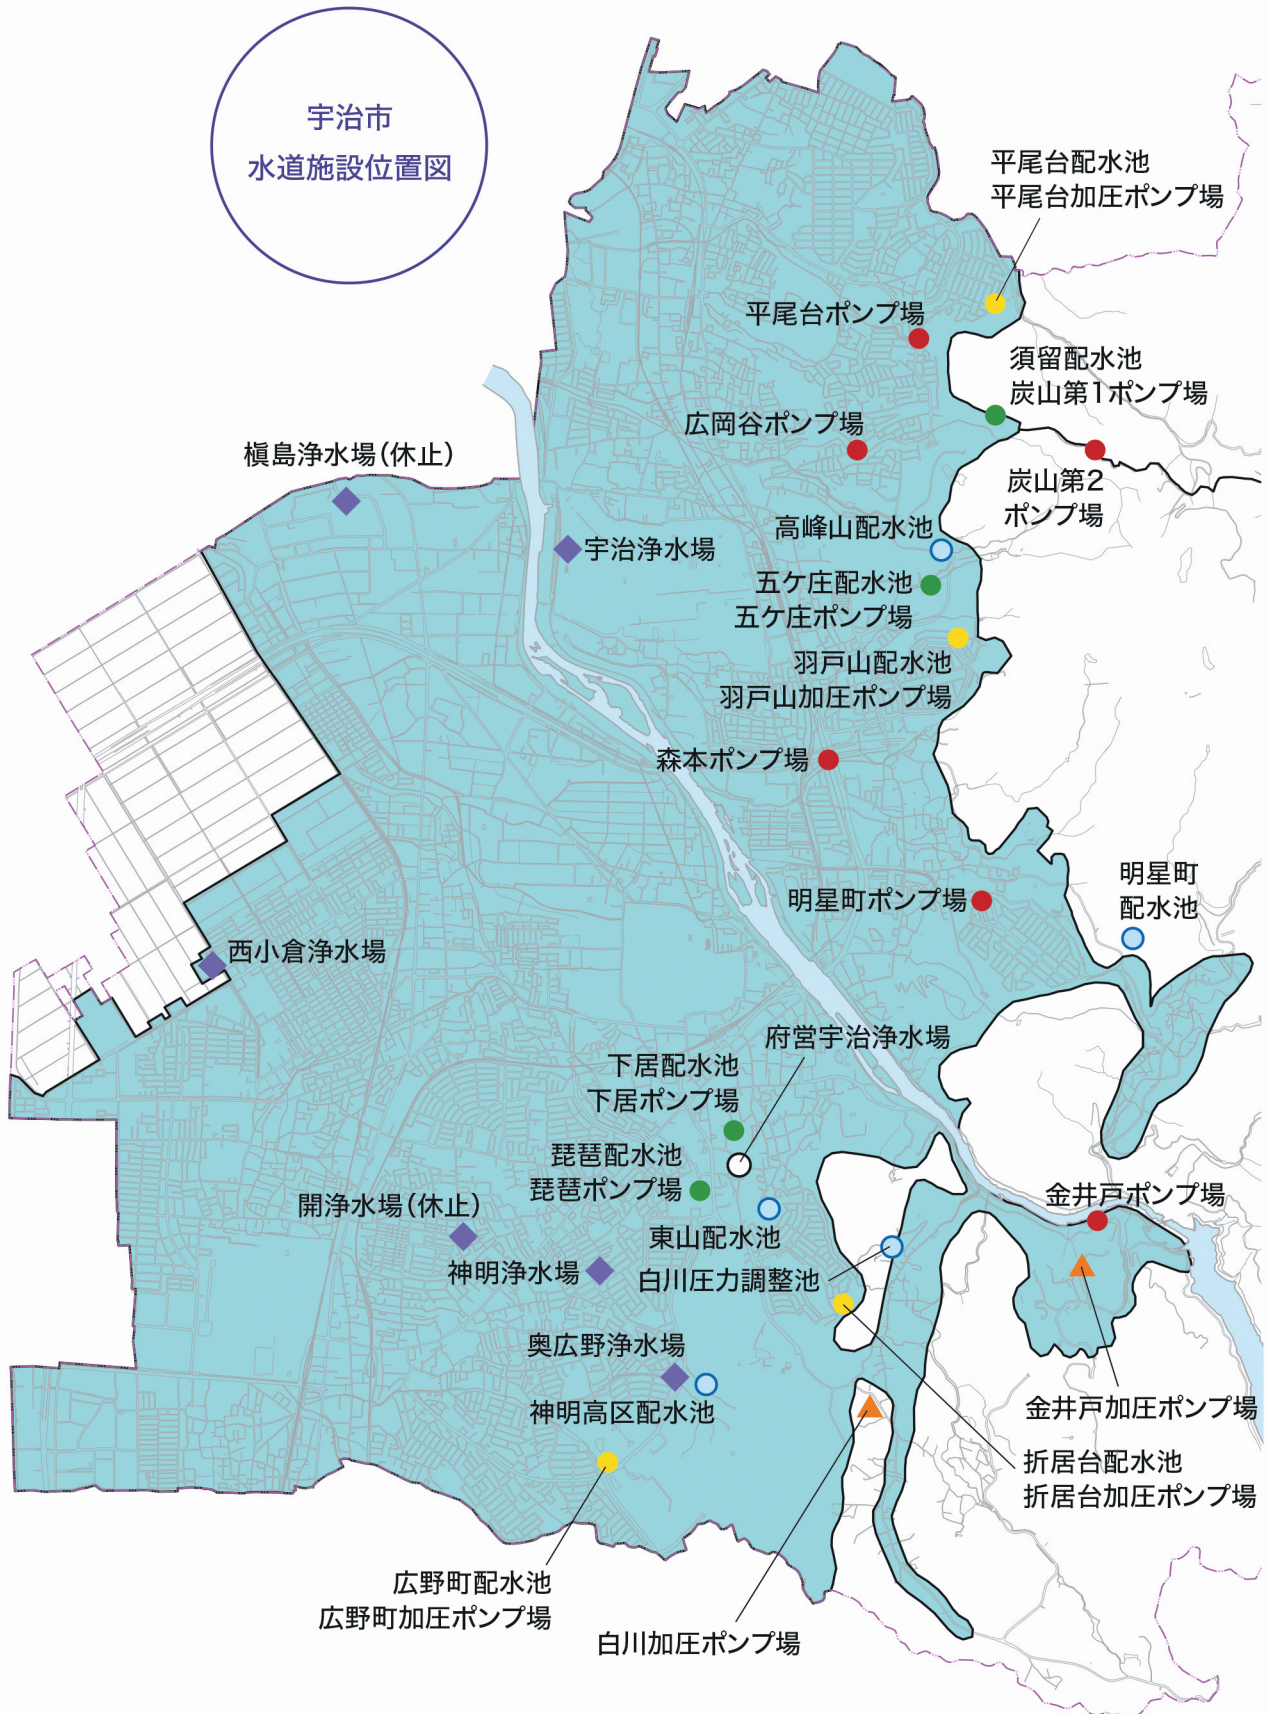 宇治市
水道施設位置図
平尾台配水池
平尾台加圧ポンプ場
平尾台ポンプ場
須留配水池
炭山第1ポンプ場
広岡谷ポンプ場
槇島浄水場(休止)
炭山第2
ポンプ場
高峰山配水池
宇治浄水場
五ケ庄配水池
五ケ庄ポンプ場
羽戸山配水池
羽戸山加圧ポンプ場
森本ポンプ場
明星町
配水池
明星町ポンプ場
西小倉浄水場
府営宇治浄水場
下居配水池
下居ポンプ場
琵琶配水池
琵琶ポンプ場
金井戸ポンプ場
開浄水場(休止)
東山配水池
神明浄水場
白川圧力調整池
奥広野浄水場
神明高区配水池
金井戸加圧ポンプ場
折居台配水池
折居台加圧ポンプ場
広野町配水池
広野町加圧ポンプ場
白川加圧ポンプ場